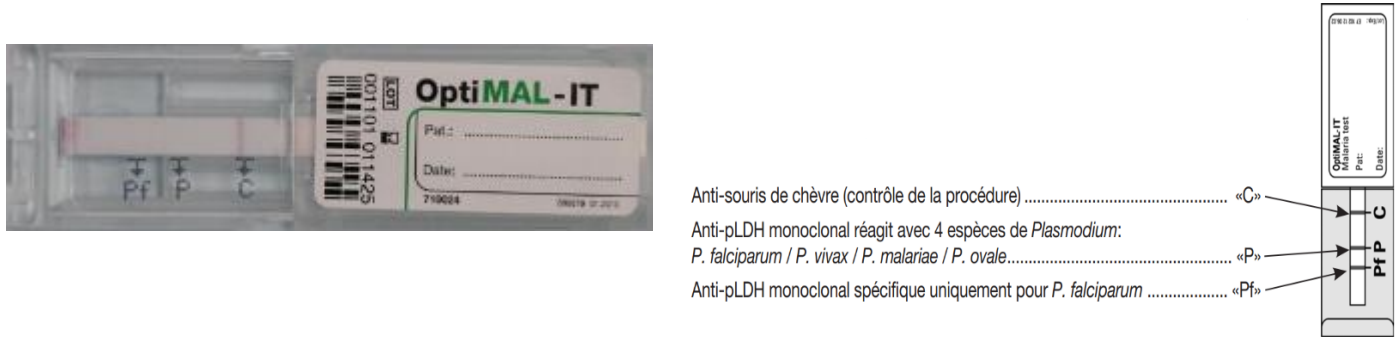 OptiMAL-IT
LOT
001101 011425
Pat.:
Date:
719024
Pf P C
Anti-souris de chèvre (contrôle de la procédure) «C»
Anti-pLDH monoclonal réagit avec 4 espèces de Plasmodium:
P. falciparum / P. vivax / P. malariae / P. ovale «P»
Anti-pLDH monoclonal spécifique uniquement pour P. falciparum «Pf»
OptiMAL-IT
Malaria test
Pat:
Date:
C
P
Pf